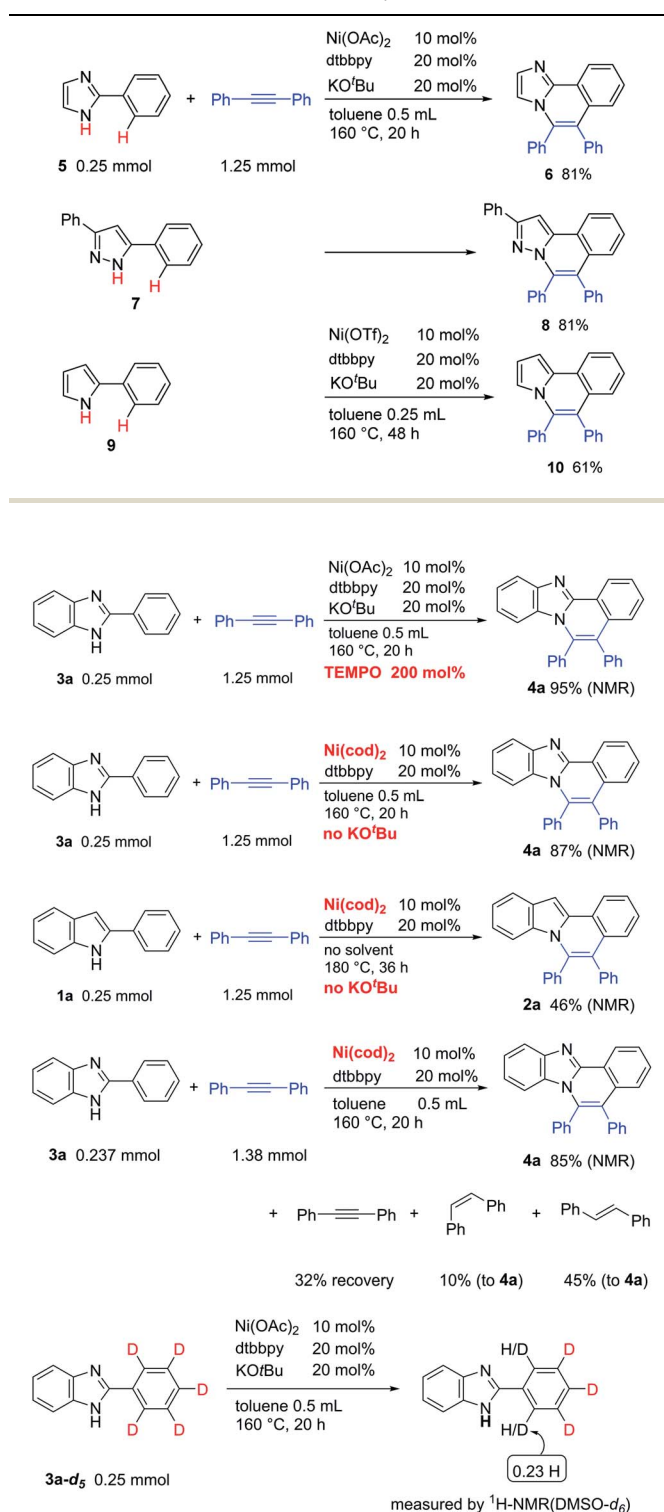 Ni(OAc)2 10 mol%
dtbbpy 20 mol%
KOtBu 20 mol%
N
N
H
H
+ Ph Ph
toluene 0.5 mL
160 °C, 20 h
N
N
Ph Ph
5 0.25 mmol 1.25 mmol 6 81%
Ph
N N
H
H
7
Ph
N N
Ph Ph
8 81%
Ni(OTf)2 10 mol%
dtbbpy 20 mol%
KOtBu 20 mol%
N
H
H
9
toluene 0.25 mL
160 °C, 48 h
N
Ph Ph
10 61%
Ni(OAc)2 10 mol%
dtbbpy 20 mol%
KOtBu 20 mol%
N
N
H
+ Ph Ph
toluene 0.5 mL
160 °C, 20 h
TEMPO 200 mol%
N
N
Ph Ph
3a 0.25 mmol 1.25 mmol 4a 95% (NMR)
Ni(cod)2 10 mol%
dtbbpy 20 mol%
N
N
H
+ Ph Ph
toluene 0.5 mL
160 °C, 20 h
no KOtBu
N
N
Ph Ph
3a 0.25 mmol 1.25 mmol 4a 87% (NMR)
Ni(cod)2 10 mol%
dtbbpy 20 mol%
N
H
+ Ph Ph
no solvent
180 °C, 36 h
no KOtBu
N
Ph Ph
1a 0.25 mmol 1.25 mmol 2a 46% (NMR)
Ni(cod)2 10 mol%
dtbbpy 20 mol%
N
N
H
+ Ph Ph
toluene 0.5 mL
160 °C, 20 h
N
N
Ph Ph
3a 0.237 mmol 1.38 mmol 4a 85% (NMR)
+ Ph Ph + Ph Ph + Ph Ph
32% recovery 10% (to 4a) 45% (to 4a)
Ni(OAc)2 10 mol%
dtbbpy 20 mol%
KOtBu 20 mol%
N
N
H
D D
D
D D
toluene 0.5 mL
160 °C, 20 h
N
N
H
H/D D
D
H/D D
0.23 H
3a-d5 0.25 mmol
measured by 1H-NMR(DMSO-d6)